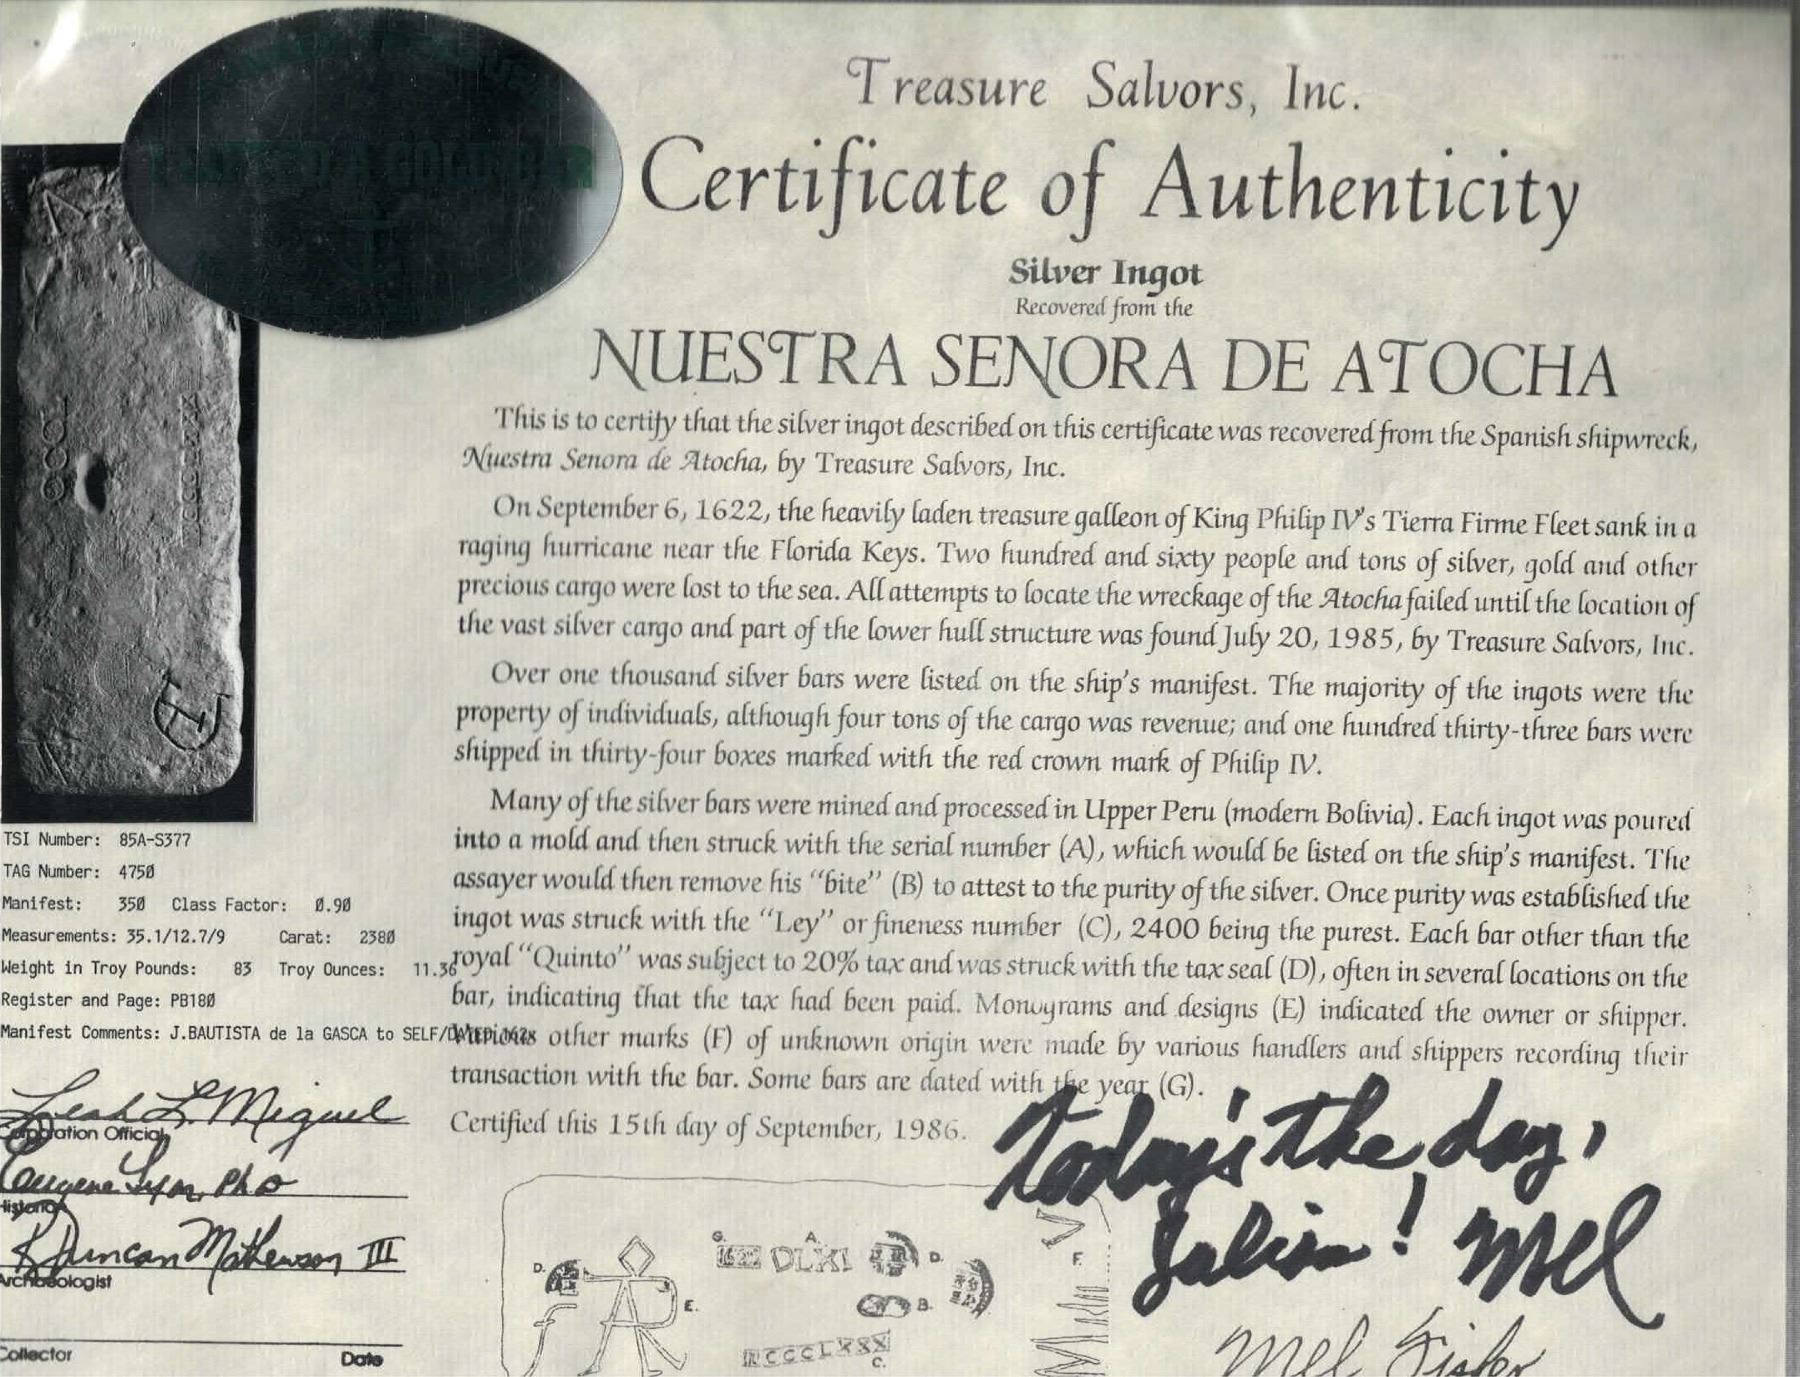 I LIFTED A GOLD BAR
Treasure Salvors, Inc.
Certificate of Authenticity
Silver Ingot
Recovered from the
NUESTRA SENORA DE ATOCHA
This is to certify that the silver ingot described on this certificate was recovered from the Spanish shipwreck,
Nuestra Senora de Atocha, by Treasure Salvors, Inc.
On September 6, 1622, the heavily laden treasure galleon of King Philip IV's Tierra Firme Fleet sank in a
raging hurricane near the Florida Keys. Two hundred and sixty people and tons of silver, gold and other
precious cargo were lost to the sea. All attempts to locate the wreckage of the Atocha failed until the location of
the vast silver cargo and part of the lower hull structure was found July 20, 1985, by Treasure Salvors, Inc.
Over one thousand silver bars were listed on the ship's manifest. The majority of the ingots were the
property of individuals, although four tons of the cargo was revenue; and one hundred thirty-three bars were
shipped in thirty-four boxes marked with the red crown mark of Philip IV.
Many of the silver bars were mined and processed in Upper Peru (modern Bolivia). Each ingot was poured
into a mold and then struck with the serial number (A), which would be listed on the ship's manifest. The
assayer would then remove his "bite" (B) to attest to the purity of the silver. Once purity was established the
ingot was struck with the "Ley" or fineness number (C), 2400 being the purest. Each bar other than the
royal "Quinto" was subject to 20% tax and was struck with the tax seal (D), often in several locations on the
bar, indicating that the tax had been paid. Monograms and designs (E) indicated the owner or shipper.
Various other marks (F) of unknown origin were made by various handlers and shippers recording their
transaction with the bar. Some bars are dated with the year (G).
Certified this 15th day of September, 1986.
TSI Number: 85A-S377
TAG Number: 4750
Manifest: 350 Class Factor: 0.90
Measurements: 35.1/12.7/9 Carat: 2380
Weight in Troy Pounds: 83 Troy Ounces: 11.36
Register and Page: PB180
Manifest Comments: J.BAUTISTA de la GASCA to SELF/DATED 162x
Leah L. Miguel
Corporation Official
Eugene Lyon, PhD
Historian
R Duncan Mathewson III
Archaeologist
Collector Date
Today's the day,
Julian! Mel
Mel Fisher
D. G. A. D. F.
1622 DLXI
E. B.
C.